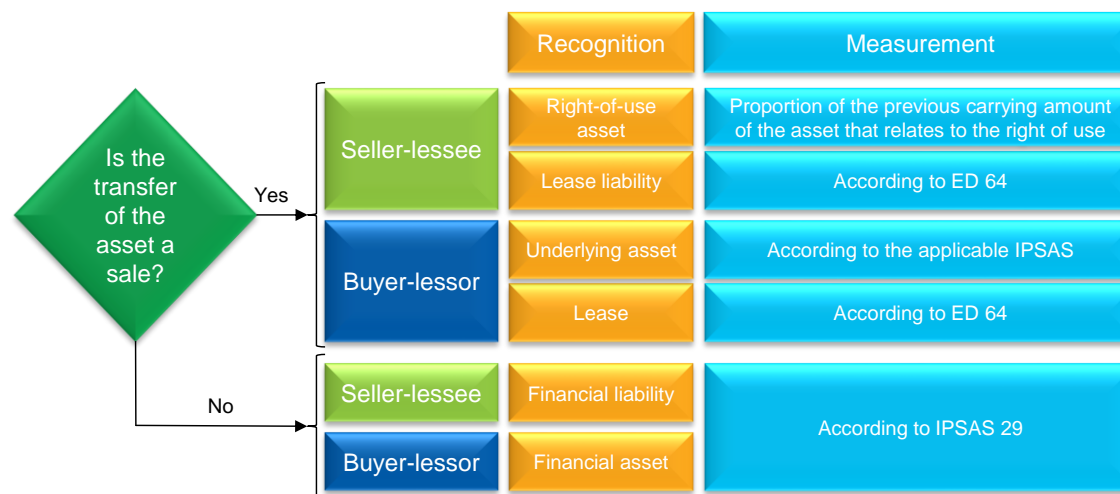 Recognition
Measurement
Is the
transfer
of the
asset a
sale?
Yes
Seller-lessee
Right-of-use
asset
Proportion of the previous carrying amount
of the asset that relates to the right of use
Lease liability
According to ED 64
Buyer-lessor
Underlying asset
According to the applicable IPSAS
Lease
According to ED 64
No
Seller-lessee
Financial liability
According to IPSAS 29
Buyer-lessor
Financial asset